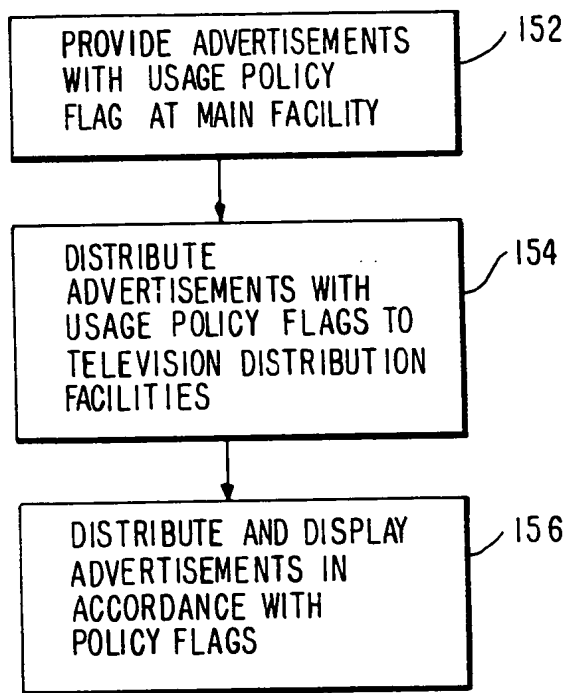 PROVIDE ADVERTISEMENTS
WITH USAGE POLICY
FLAG AT MAIN FACILITY
152
DISTRIBUTE
ADVERTISEMENTS WITH
USAGE POLICY FLAGS TO
TELEVISION DISTRIBUTION
FACILITIES
154
DISTRIBUTE AND DISPLAY
ADVERTISEMENTS IN
ACCORDANCE WITH
POLICY FLAGS
156